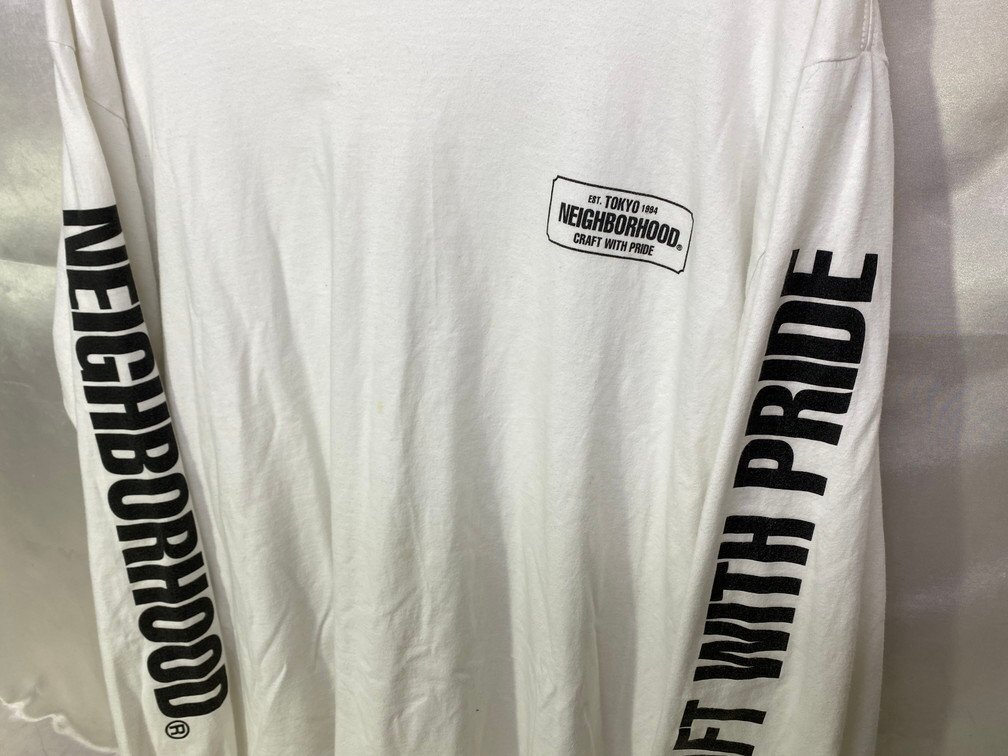 NEIGHBORHOOD®
EST. TOKYO 1994
NEIGHBORHOOD®
CRAFT WITH PRIDE
FT WITH PRIDE